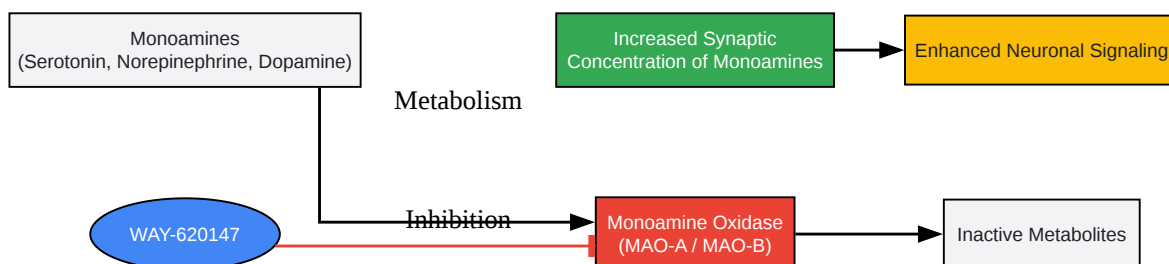 Monoamines
(Serotonin, Norepinephrine, Dopamine)
Increased Synaptic
Concentration of Monoamines
Enhanced Neuronal Signaling
Metabolism
WAY-620147
Inhibition
Monoamine Oxidase
(MAO-A / MAO-B)
Inactive Metabolites